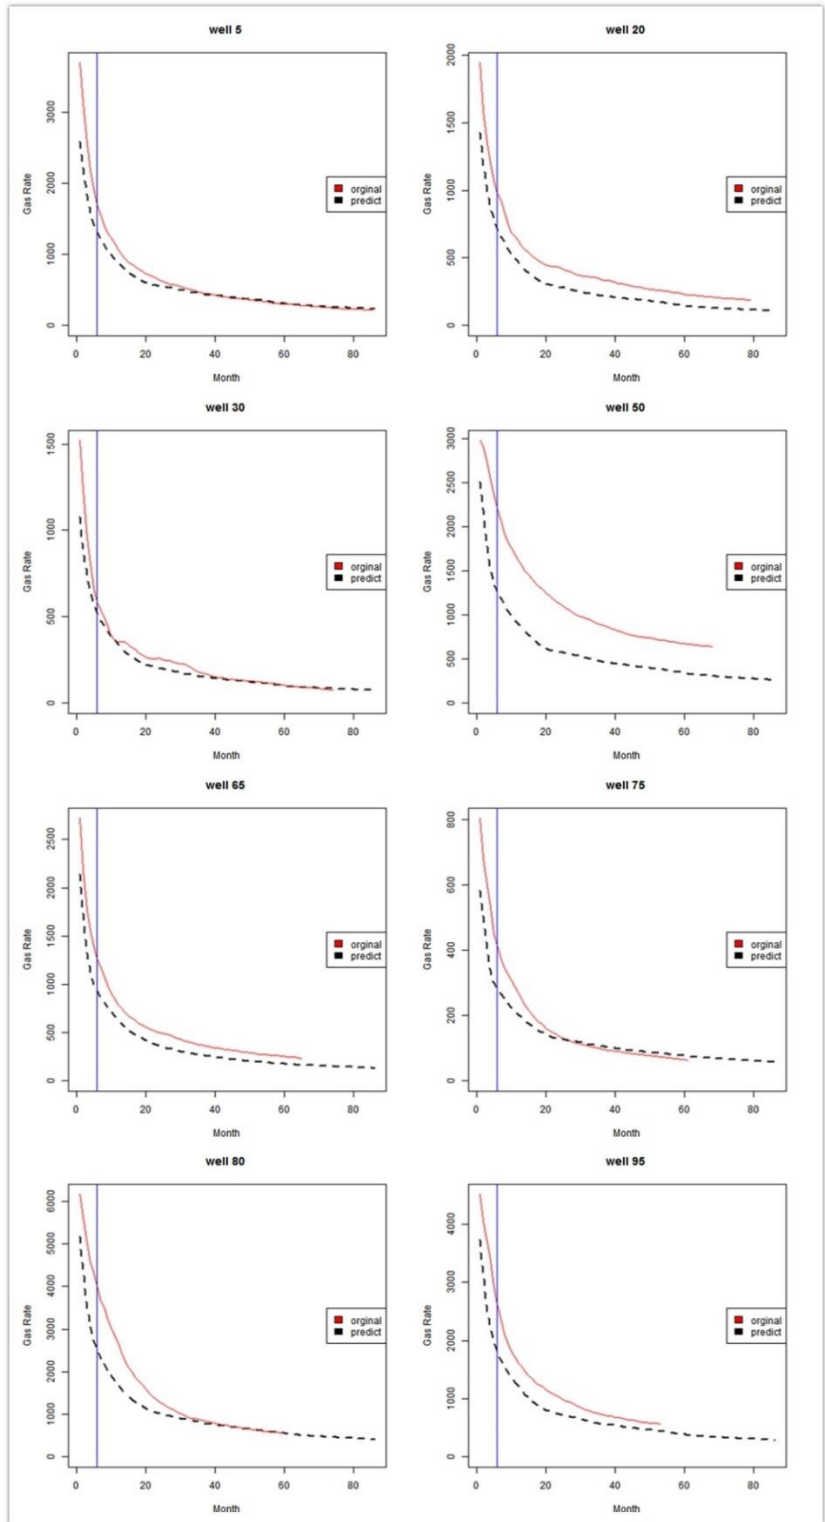 well 5
3000
2000
1000
0
Gas Rate
orginal
predict
0 20 40 60 80
Month
well 20
2000
1500
1000
500
0
Gas Rate
orginal
predict
0 20 40 60 80
Month
well 30
1500
1000
500
0
Gas Rate
orginal
predict
0 20 40 60 80
Month
well 50
3000
2500
2000
1500
1000
500
0
Gas Rate
orginal
predict
0 20 40 60 80
Month
well 65
2500
2000
1500
1000
500
0
Gas Rate
orginal
predict
0 20 40 60 80
Month
well 75
800
600
400
200
0
Gas Rate
orginal
predict
0 20 40 60 80
Month
well 80
6000
5000
4000
3000
2000
1000
0
Gas Rate
orginal
predict
0 20 40 60 80
Month
well 95
4000
3000
2000
1000
0
Gas Rate
orginal
predict
0 20 40 60 80
Month